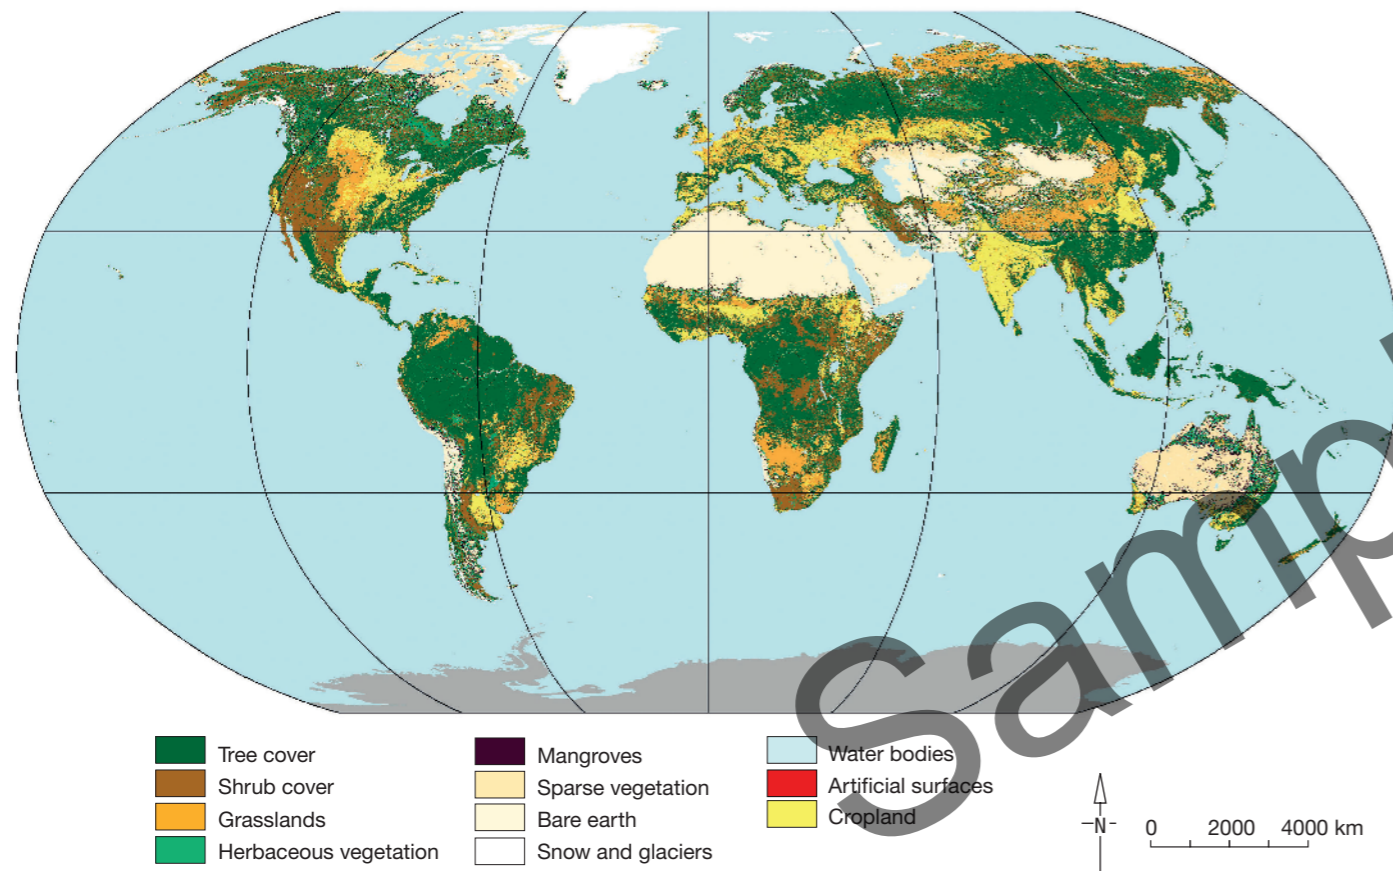 Tree cover
Shrub cover
Grasslands
Herbaceous vegetation
Mangroves
Sparse vegetation
Bare earth
Snow and glaciers
Water bodies
Artificial surfaces
Cropland
N
0 2000 4000 km